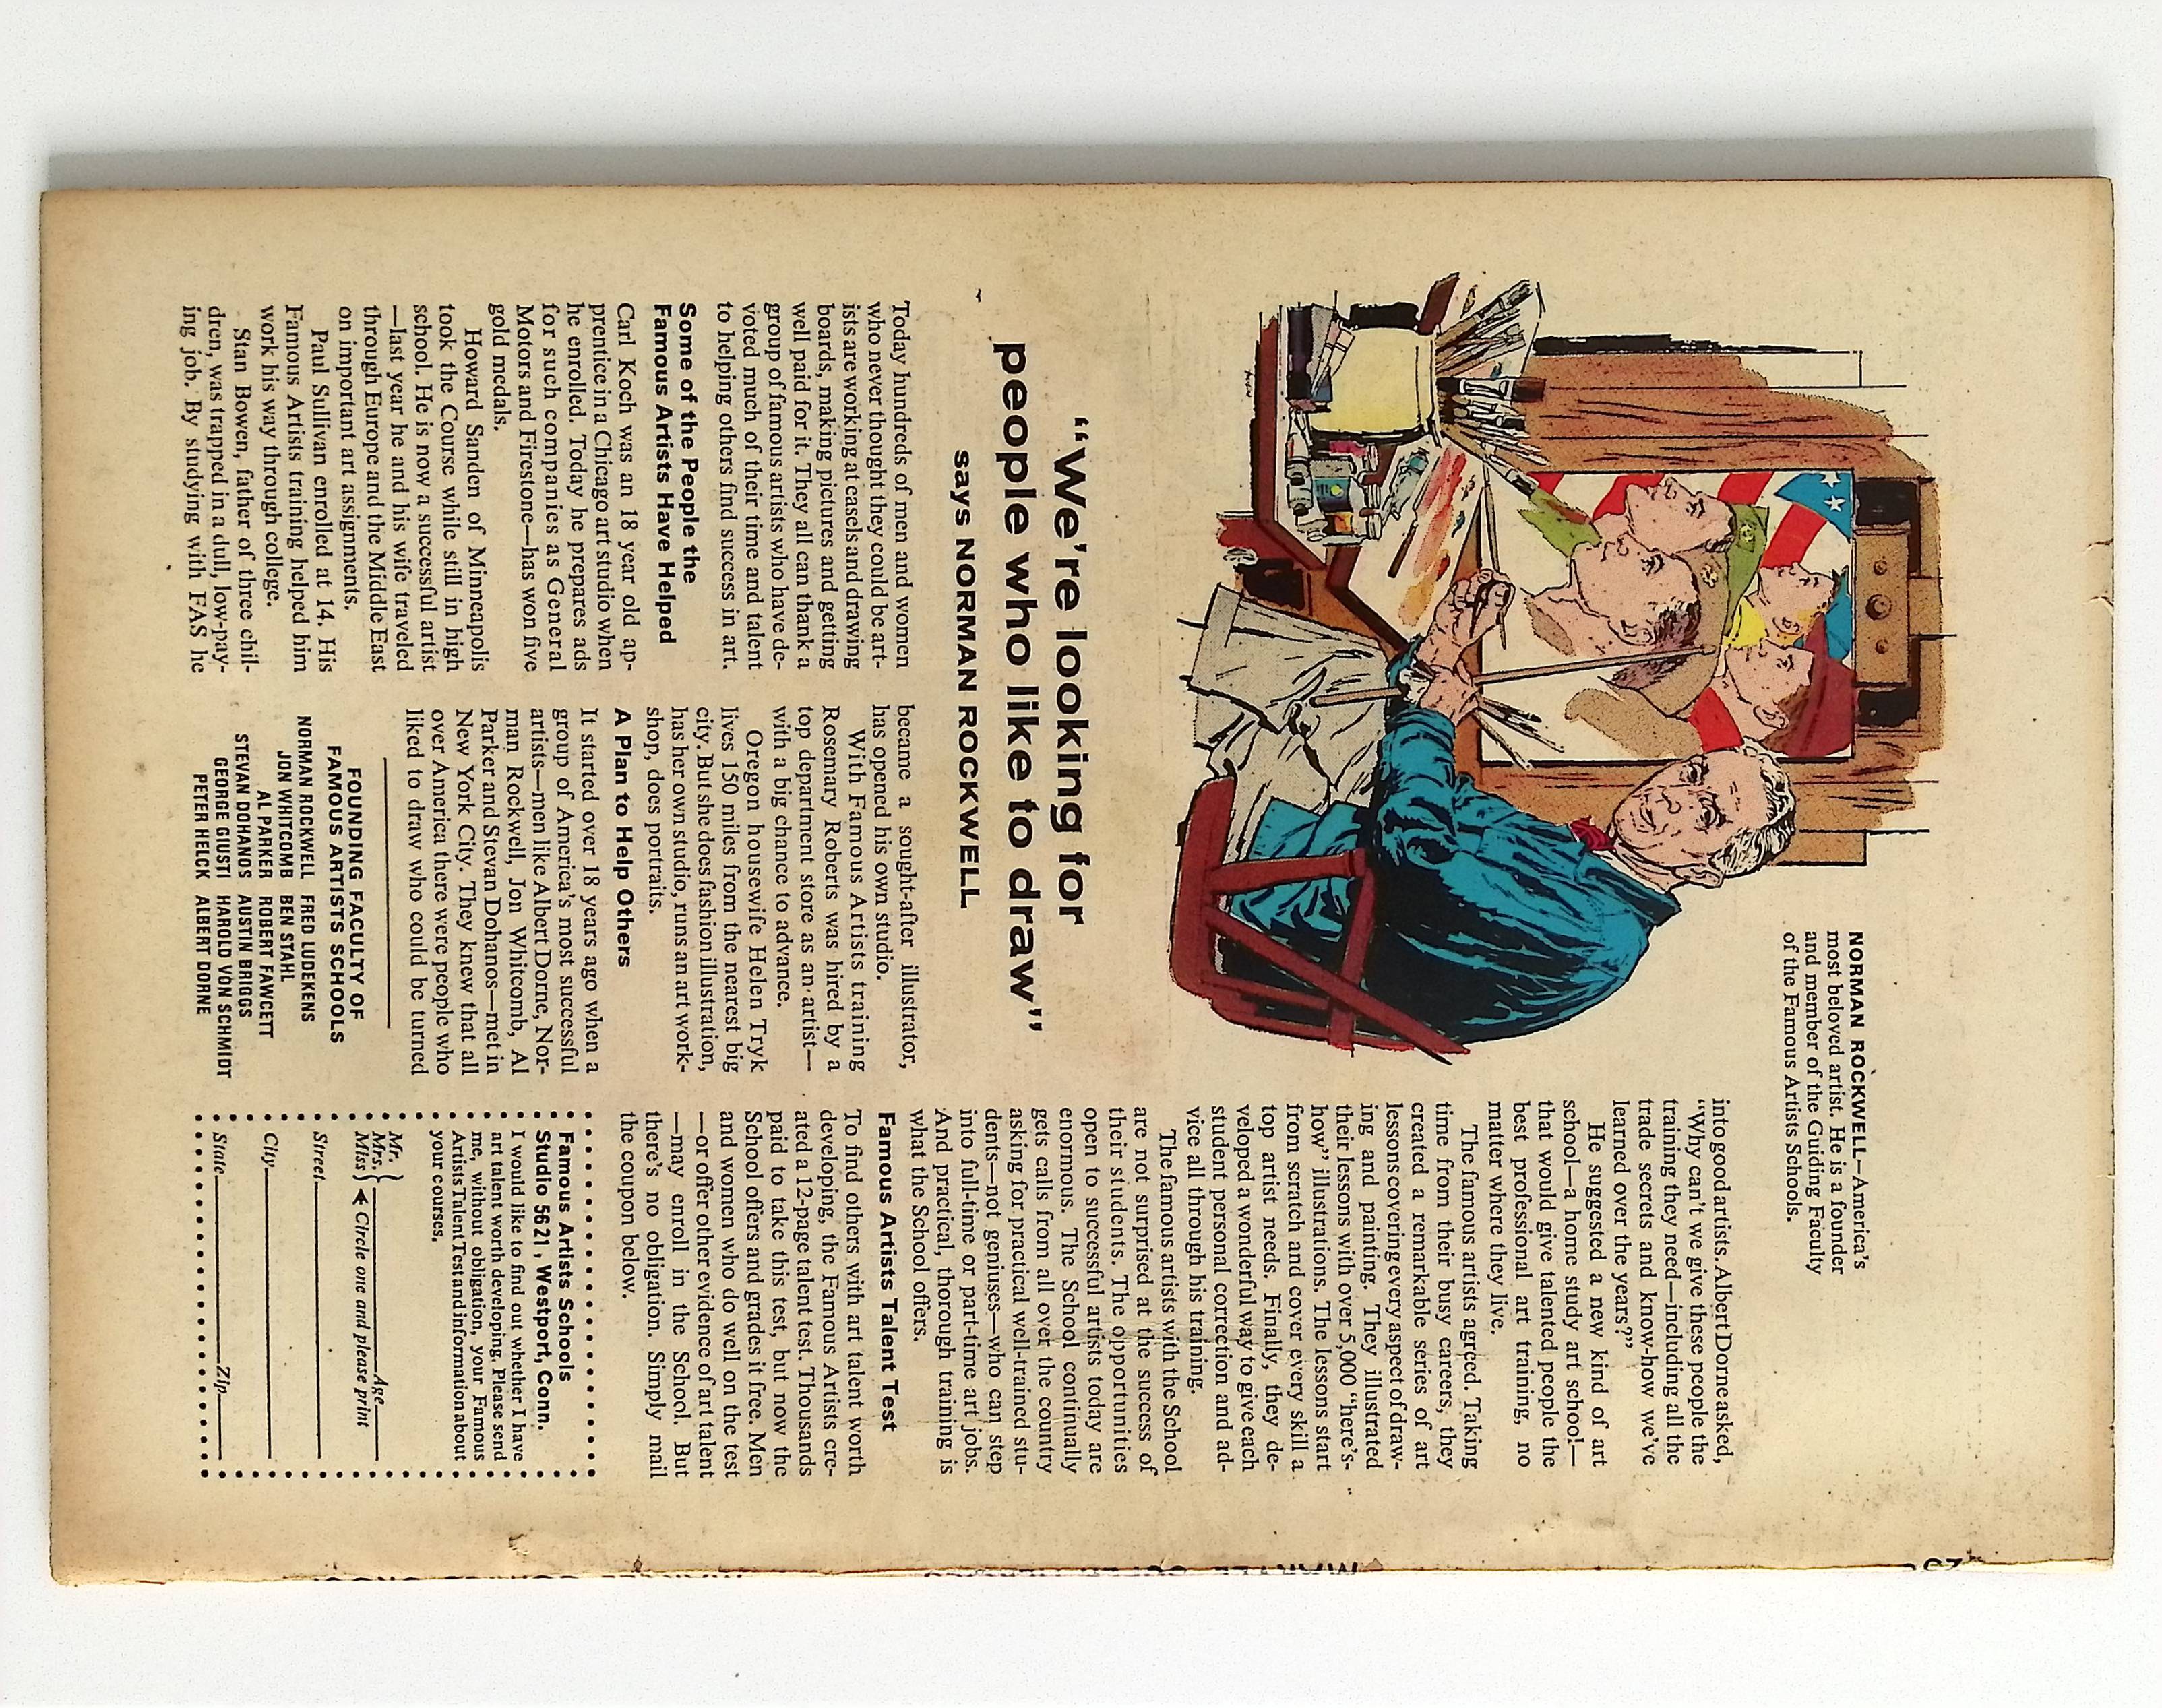 NORMAN ROCKWELL—America's
most beloved artist. He is a founder
and member of the Guiding Faculty
of the Famous Artists Schools.
“We're looking for
people who like to draw”
says NORMAN ROCKWELL
Today hundreds of men and women
who never thought they could be art-
ists are working at easels and drawing
boards, making pictures and getting
well paid for it. They all can thank a
group of famous artists who have de-
voted much of their time and talent
to helping others find success in art.
Some of the People the
Famous Artists Have Helped
Carl Koch was an 18 year old ap-
prentice in a Chicago art studio when
he enrolled. Today he prepares ads
for such companies as General
Motors and Firestone—has won five
gold medals.
Howard Sanden of Minneapolis
took the Course while still in high
school. He is now a successful artist
—last year he and his wife traveled
through Europe and the Middle East
on important art assignments.
Paul Sullivan enrolled at 14. His
Famous Artists training helped him
work his way through college.
Stan Bowen, father of three chil-
dren, was trapped in a dull, low-pay-
ing job. By studying with FAS he
became a sought-after illustrator,
has opened his own studio.
With Famous Artists training
Rosemary Roberts was hired by a
top department store as an artist—
with a big chance to advance.
Oregon housewife Helen Tryk
lives 150 miles from the nearest big
city. But she does fashion illustration,
has her own studio, runs an art work-
shop, does portraits.
A Plan to Help Others
It started over 18 years ago when a
group of America's most successful
artists—men like Albert Dorne, Nor-
man Rockwell, Jon Whitcomb, Al
Parker and Stevan Dohanos—met in
New York City. They knew that all
over America there were people who
liked to draw who could be turned
FOUNDING FACULTY OF
FAMOUS ARTISTS SCHOOLS
NORMAN ROCKWELL FRED LUDEKENS
JON WHITCOMB BEN STAHL
AL PARKER ROBERT FAWCETT
STEVAN DOHANOS AUSTIN BRIGGS
GEORGE GIUSTI HAROLD VON SCHMIDT
PETER HELCK ALBERT DORNE
into good artists. Albert Dorne asked,
“Why can't we give these people the
training they need—including all the
trade secrets and know-how we've
learned over the years?”
He suggested a new kind of art
school—a home study art school—
that would give talented people the
best professional art training, no
matter where they live.
The famous artists agreed. Taking
time from their busy careers, they
created a remarkable series of art
lessons covering every aspect of draw-
ing and painting. They illustrated
their lessons with over 5,000 “here's-
how” illustrations. The lessons start
from scratch and cover every skill a
top artist needs. Finally, they de-
veloped a wonderful way to give each
student personal correction and ad-
vice all through his training.
The famous artists with the School
are not surprised at the success of
their students. The opportunities
open to successful artists today are
enormous. The School continually
gets calls from all over the country
asking for practical well-trained stu-
dents—not geniuses—who can step
into full-time or part-time art jobs.
And practical, thorough training is
what the School offers.
Famous Artists Talent Test
To find others with art talent worth
developing, the Famous Artists cre-
ated a 12-page talent test. Thousands
paid to take this test, but now the
School offers and grades it free. Men
and women who do well on the test
—or offer other evidence of art talent
—may enroll in the School. But
there's no obligation. Simply mail
the coupon below.
Famous Artists Schools
Studio 5621, Westport, Conn.
I would like to find out whether I have
art talent worth developing. Please send
me, without obligation, your Famous
Artists Talent Test and information about
your courses.
Mr.
Mrs. Age
Miss Circle one and please print
Street
City
State Zip